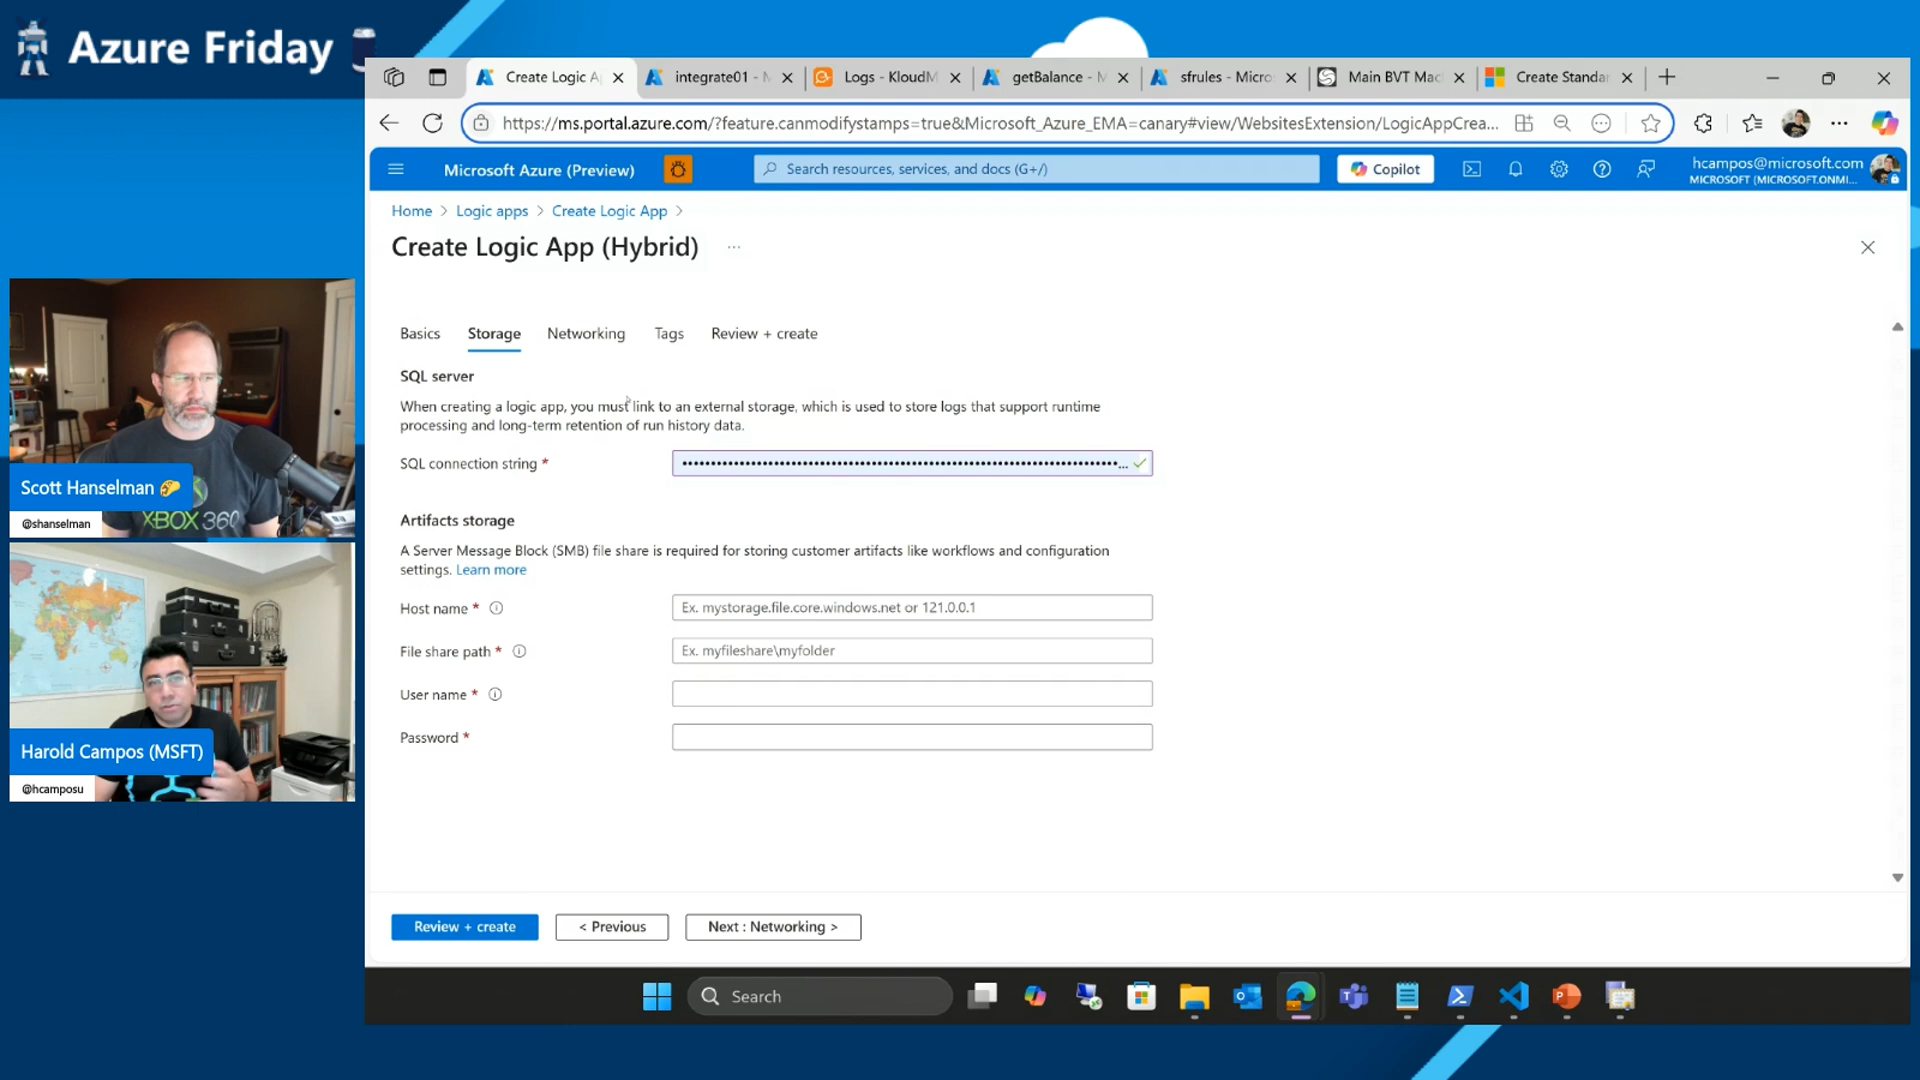 Azure Friday
Create Logic A
integrate01 - M
Logs - KloudM
getBalance - M
sfrules - Micro
Main BVT Mac
Create Standar
https://ms.portal.azure.com/?feature.canmodifystamps=true&Microsoft_Azure_EMA=canary#view/WebsitesExtension/LogicAppCrea...
Microsoft Azure (Preview)
Search resources, services, and docs (G+/)
Copilot
hcampos@microsoft.com
MICROSOFT (MICROSOFT.ONMI...
Home > Logic apps > Create Logic App >
Create Logic App (Hybrid) ...
Basics
Storage
Networking
Tags
Review + create
SQL server
When creating a logic app, you must link to an external storage, which is used to store logs that support runtime
processing and long-term retention of run history data.
SQL connection string *
Artifacts storage
A Server Message Block (SMB) file share is required for storing customer artifacts like workflows and configuration
settings. Learn more
Host name *
Ex. mystorage.file.core.windows.net or 121.0.0.1
File share path *
Ex. myfileshare\myfolder
User name *
Password *
Review + create
< Previous
Next : Networking >
Search
Scott Hanselman
@shanselman
XBOX 360
Harold Campos (MSFT)
@hcamposu